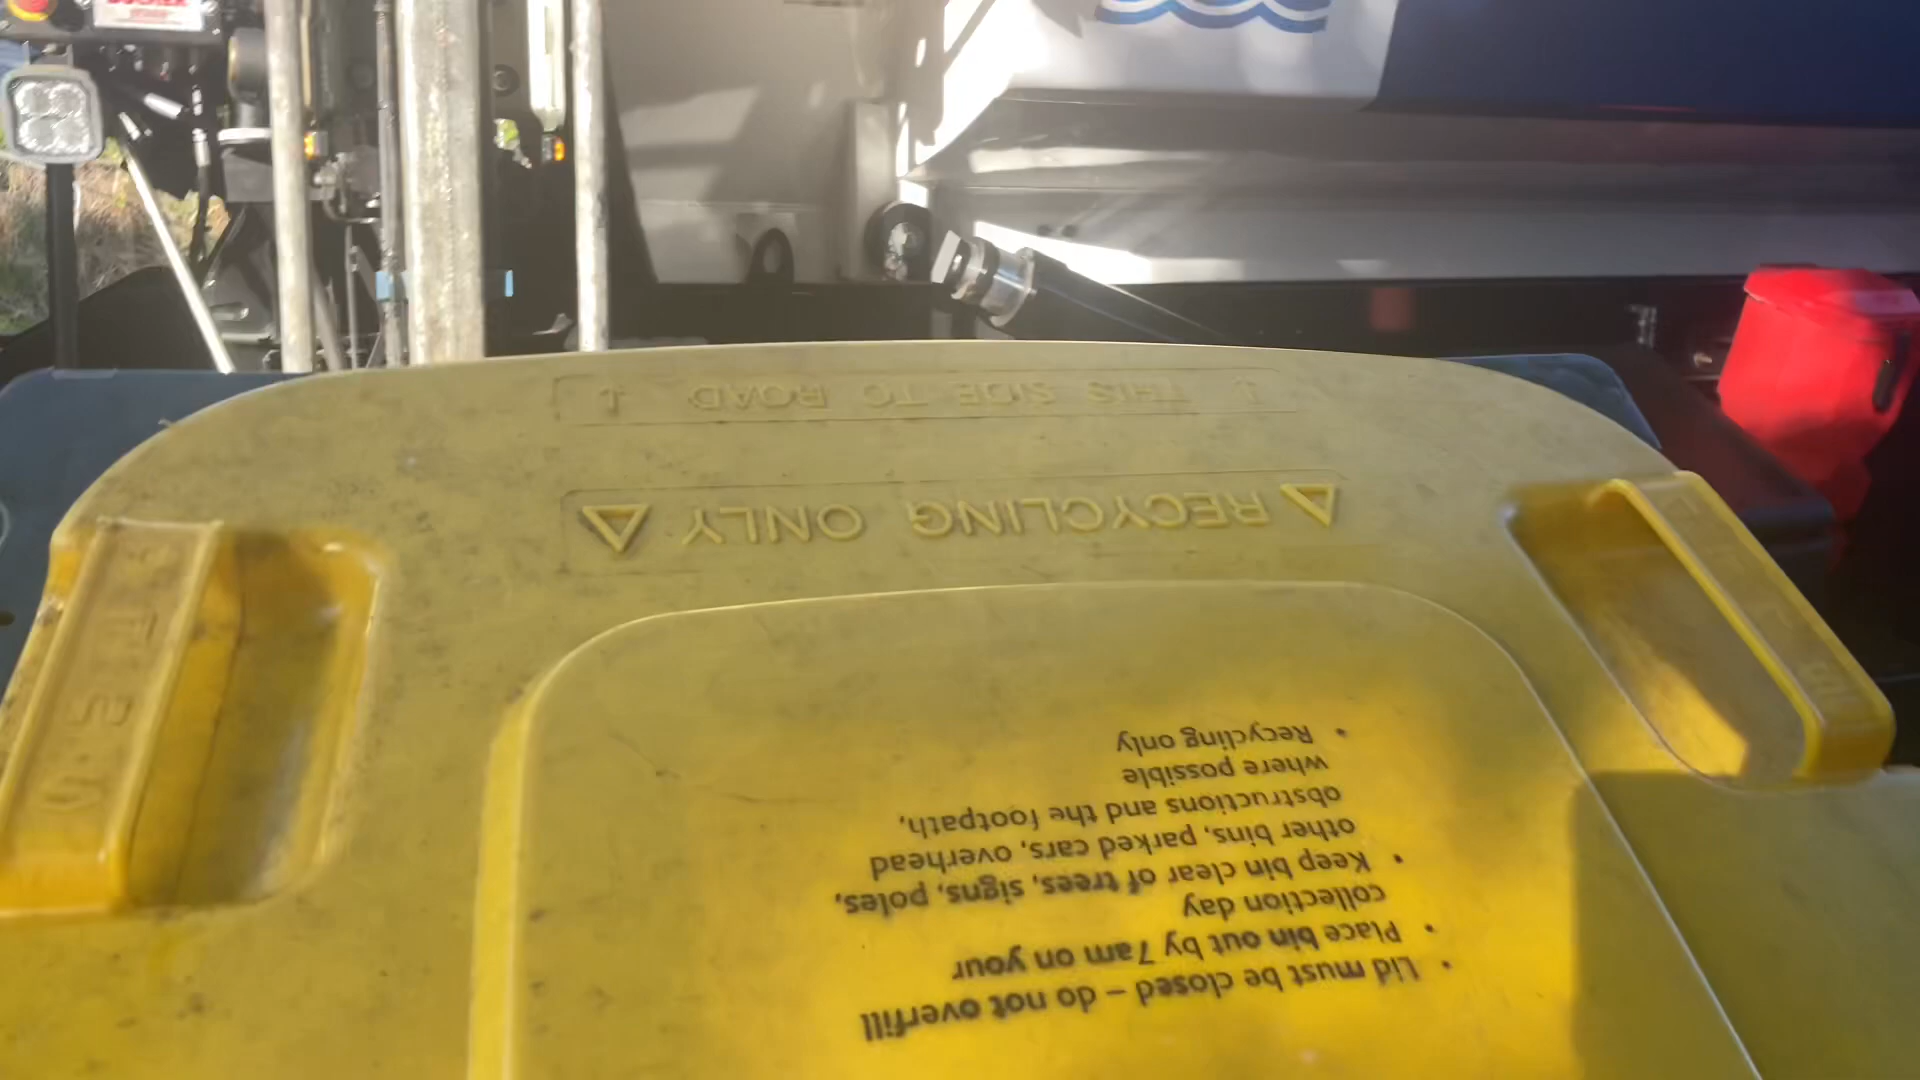 Lid must be closed – do not overfill
Place bin out by 7am on your
collection day
Keep bin clear of trees, signs, poles,
other bins, parked cars, overhead
obstructions and the footpath,
where possible
Recycling only
RECYCLING ONLY
THIS SIDE TO ROAD